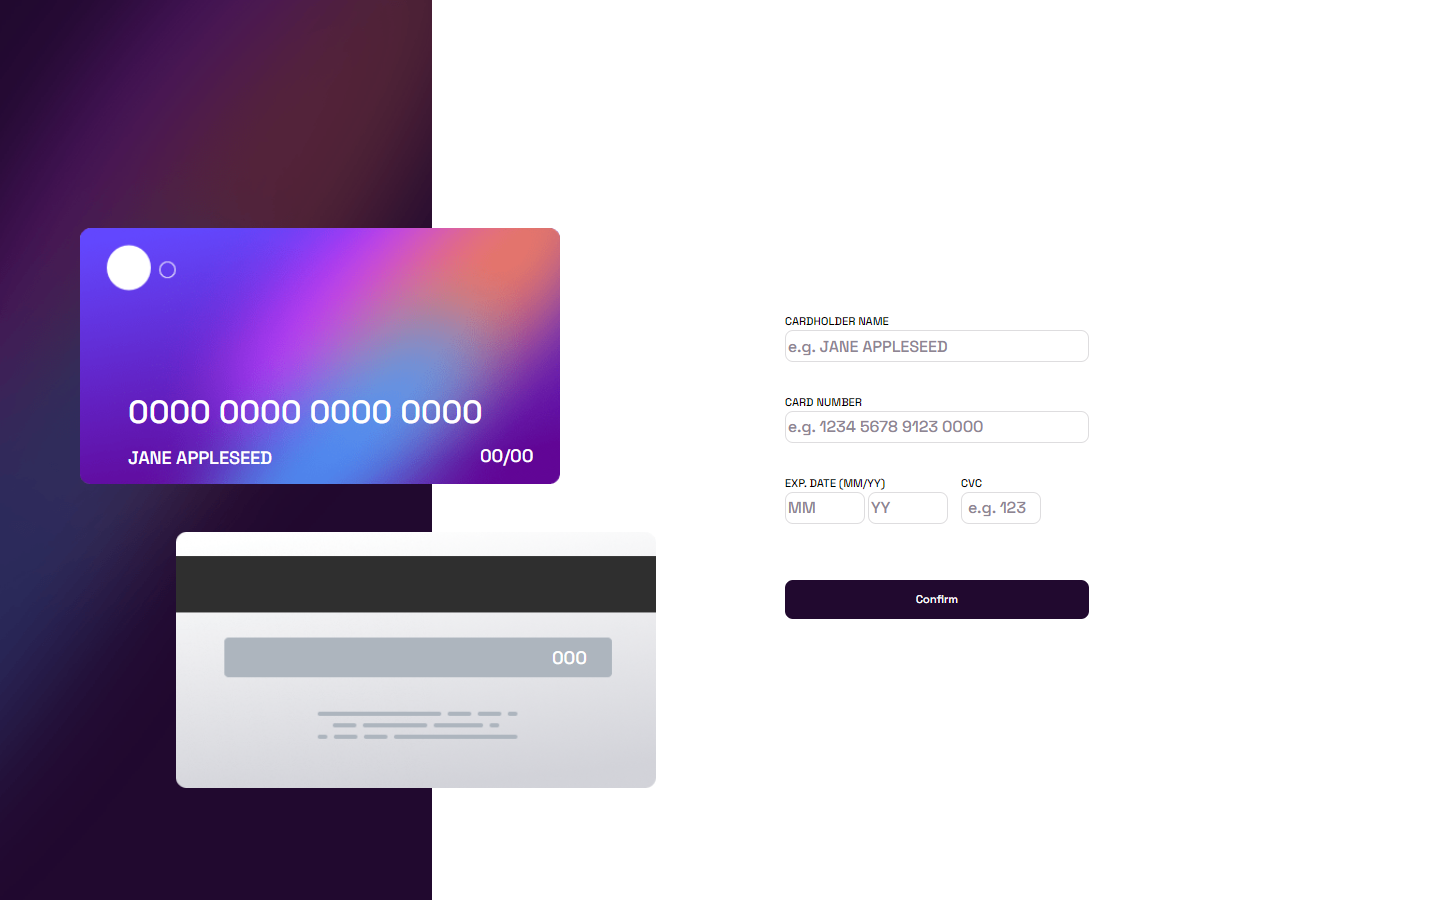 0000 0000 0000 0000
JANE APPLESEED
00/00
000
CARDHOLDER NAME
e.g. JANE APPLESEED
CARD NUMBER
e.g. 1234 5678 9123 0000
EXP. DATE (MM/YY) CVC
MM YY e.g. 123
Confirm